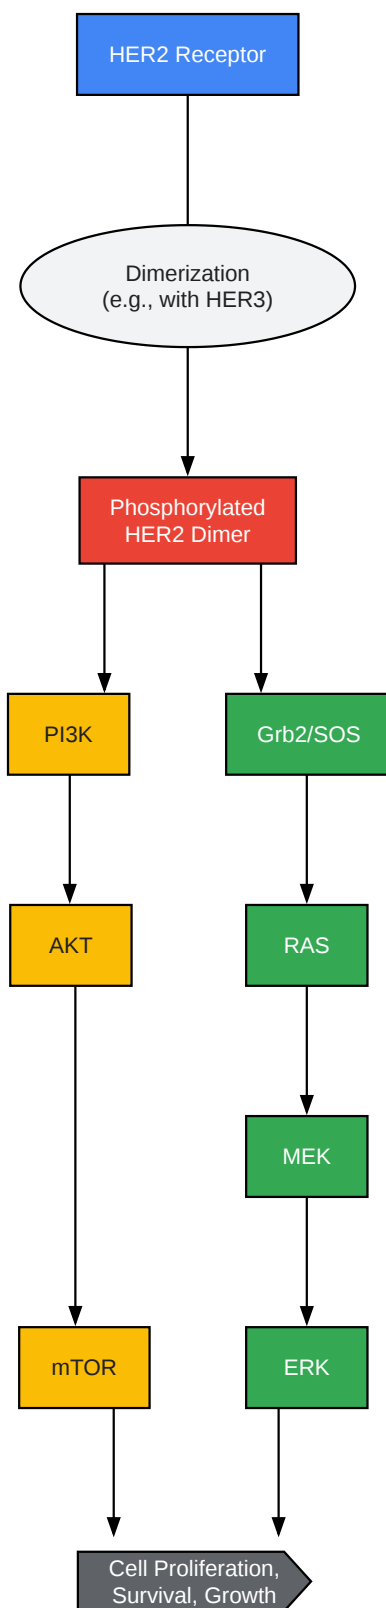 HER2 Receptor
Dimerization
(e.g., with HER3)
Phosphorylated
HER2 Dimer
PI3K
Grb2/SOS
AKT
RAS
MEK
mTOR
ERK
Cell Proliferation,
Survival, Growth